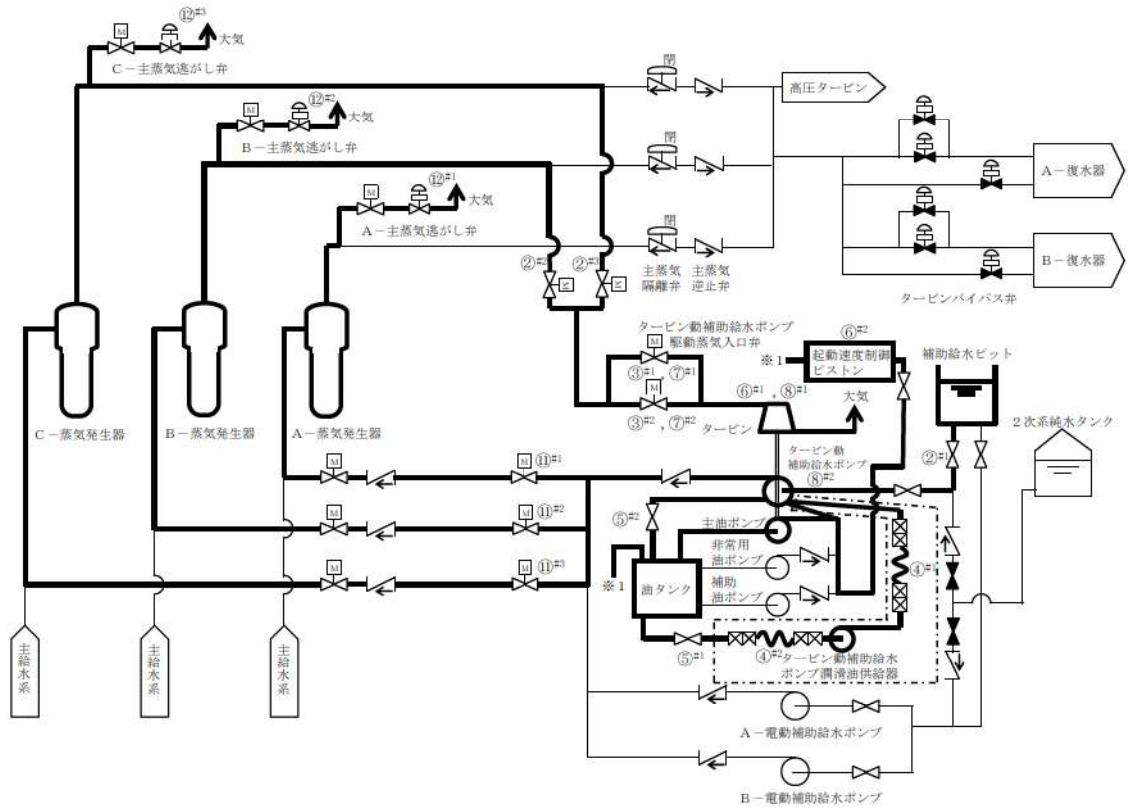 ⑫#3
大気
M
C－主蒸気逃がし弁
⑫#2
大気
M
B－主蒸気逃がし弁
⑫#1
大気
M
A－主蒸気逃がし弁
閉
閉
閉
主蒸気
隔離弁
主蒸気
逆止弁
高圧タービン
A－復水器
B－復水器
タービンバイパス弁
②#2
M
②#3
M
C－蒸気発生器
B－蒸気発生器
A－蒸気発生器
タービン動補助給水ポンプ
駆動蒸気入口弁
M
③#1 , ⑦#1
M
③#2 , ⑦#2
⑥#1 , ⑧#1
タービン
大気
※1
⑥#2
起動速度制御
ピストン
補助給水ピット
2次系純水タンク
②#1
タービン動
補助給水ポンプ
⑧#2
M
M
⑪#1
M
M
⑪#2
M
M
⑪#3
⑤#2
主油ポンプ
非常用
油ポンプ
補助
油ポンプ
※1
油タンク
④#1
⑤#1
④#2
タービン動補助給水
ポンプ潤滑油供給器
主給水系
主給水系
主給水系
A－電動補助給水ポンプ
B－電動補助給水ポンプ